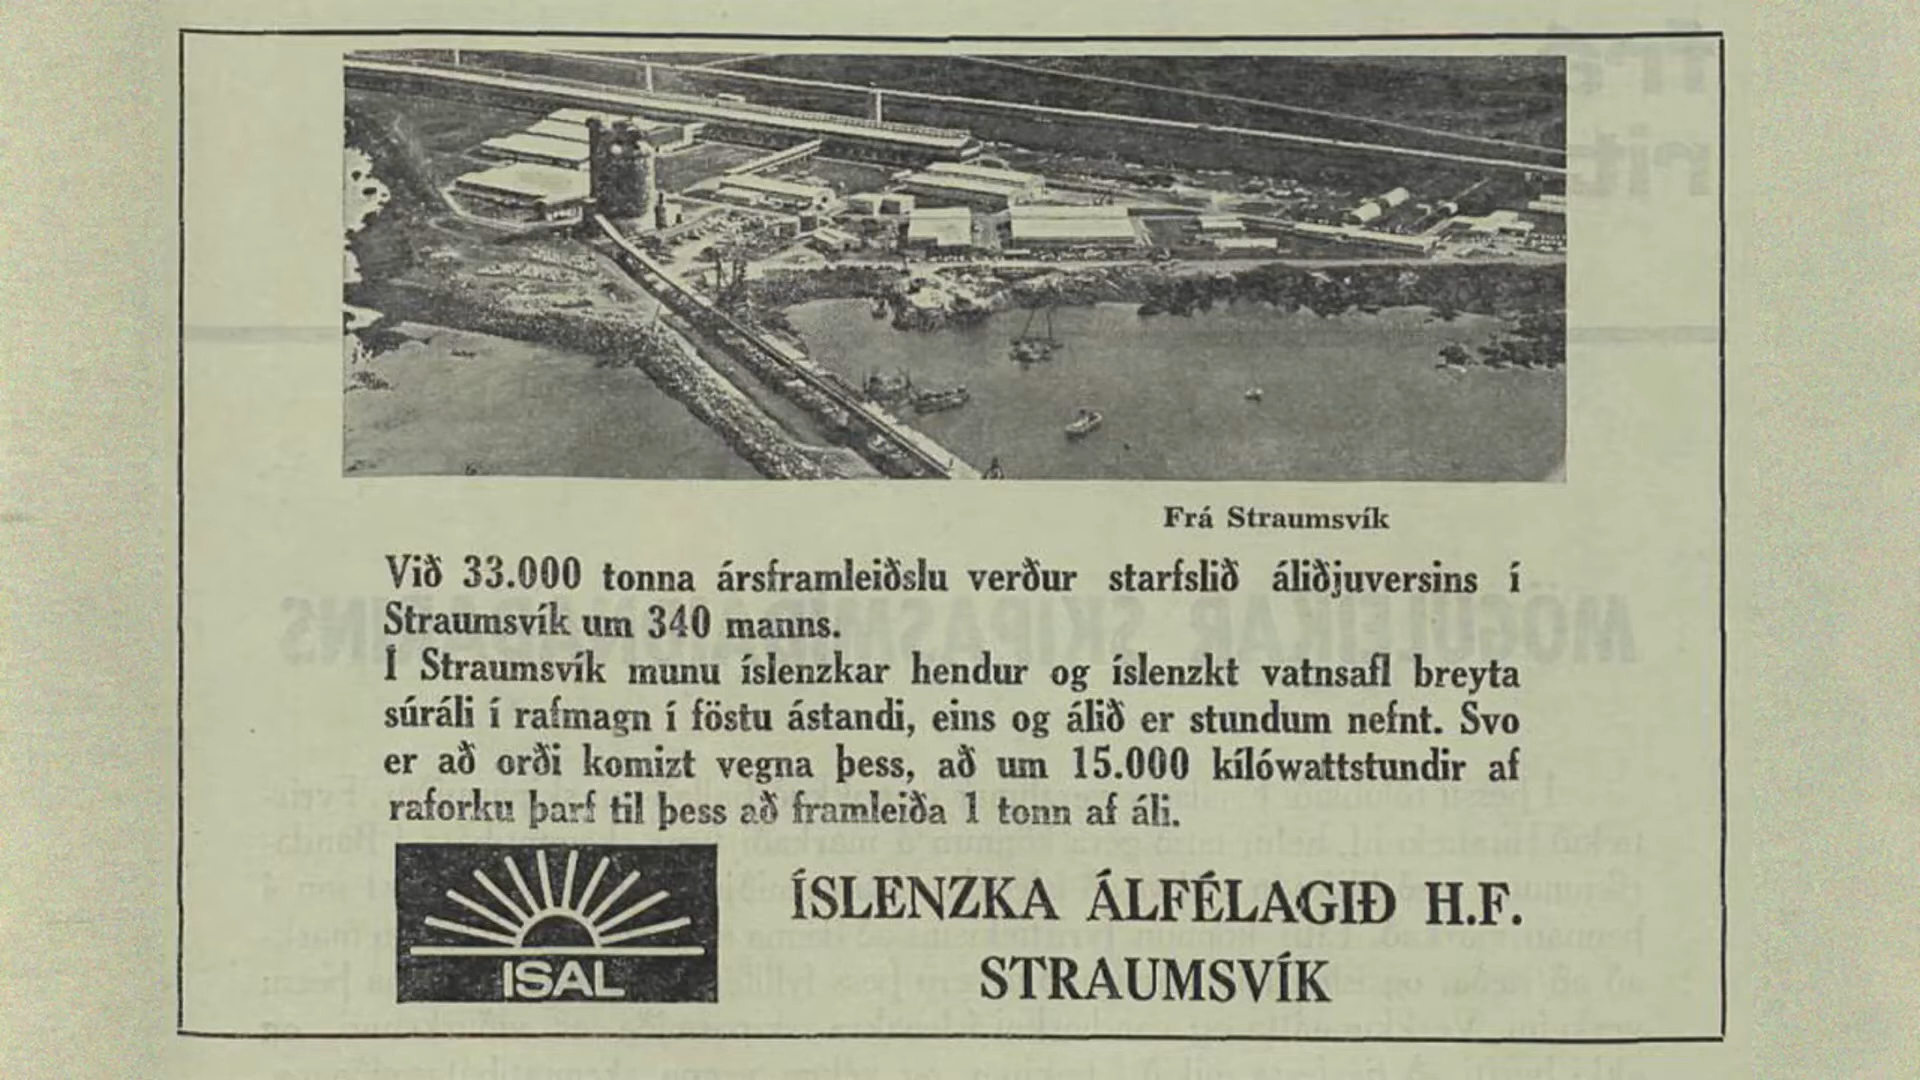 Frá Straumsvík
Við 33.000 tonna ársframleiðslu verður starfslið áliðjuversins í
Straumsvík um 340 manns.
Í Straumsvík munu íslenzkar hendur og íslenzkt vatnsafl breyta
súráli í rafmagn í föstu ástandi, eins og álið er stundum nefnt. Svo
er að orði komizt vegna þess, að um 15.000 kílówattstundir af
raforku þarf til þess að framleiða 1 tonn af áli.
ÍSLENZKA ÁLFÉLAGIÐ H.F.
STRAUMSVÍK
ISAL